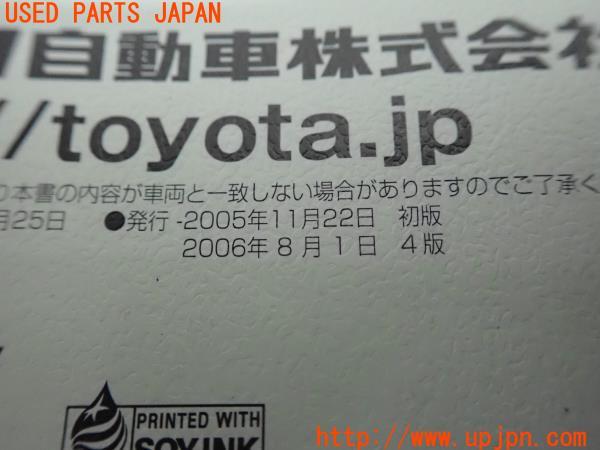 USED PARTS JAPAN
自動車株式会社
//toyota.jp
本書の内容が車両と一致しない場合がありますのでご了承く
月25日 ●発行-2005年11月22日 初版
2006年8月1日 4版
PRINTED WITH
SOY INK
http://www.upjpn.com